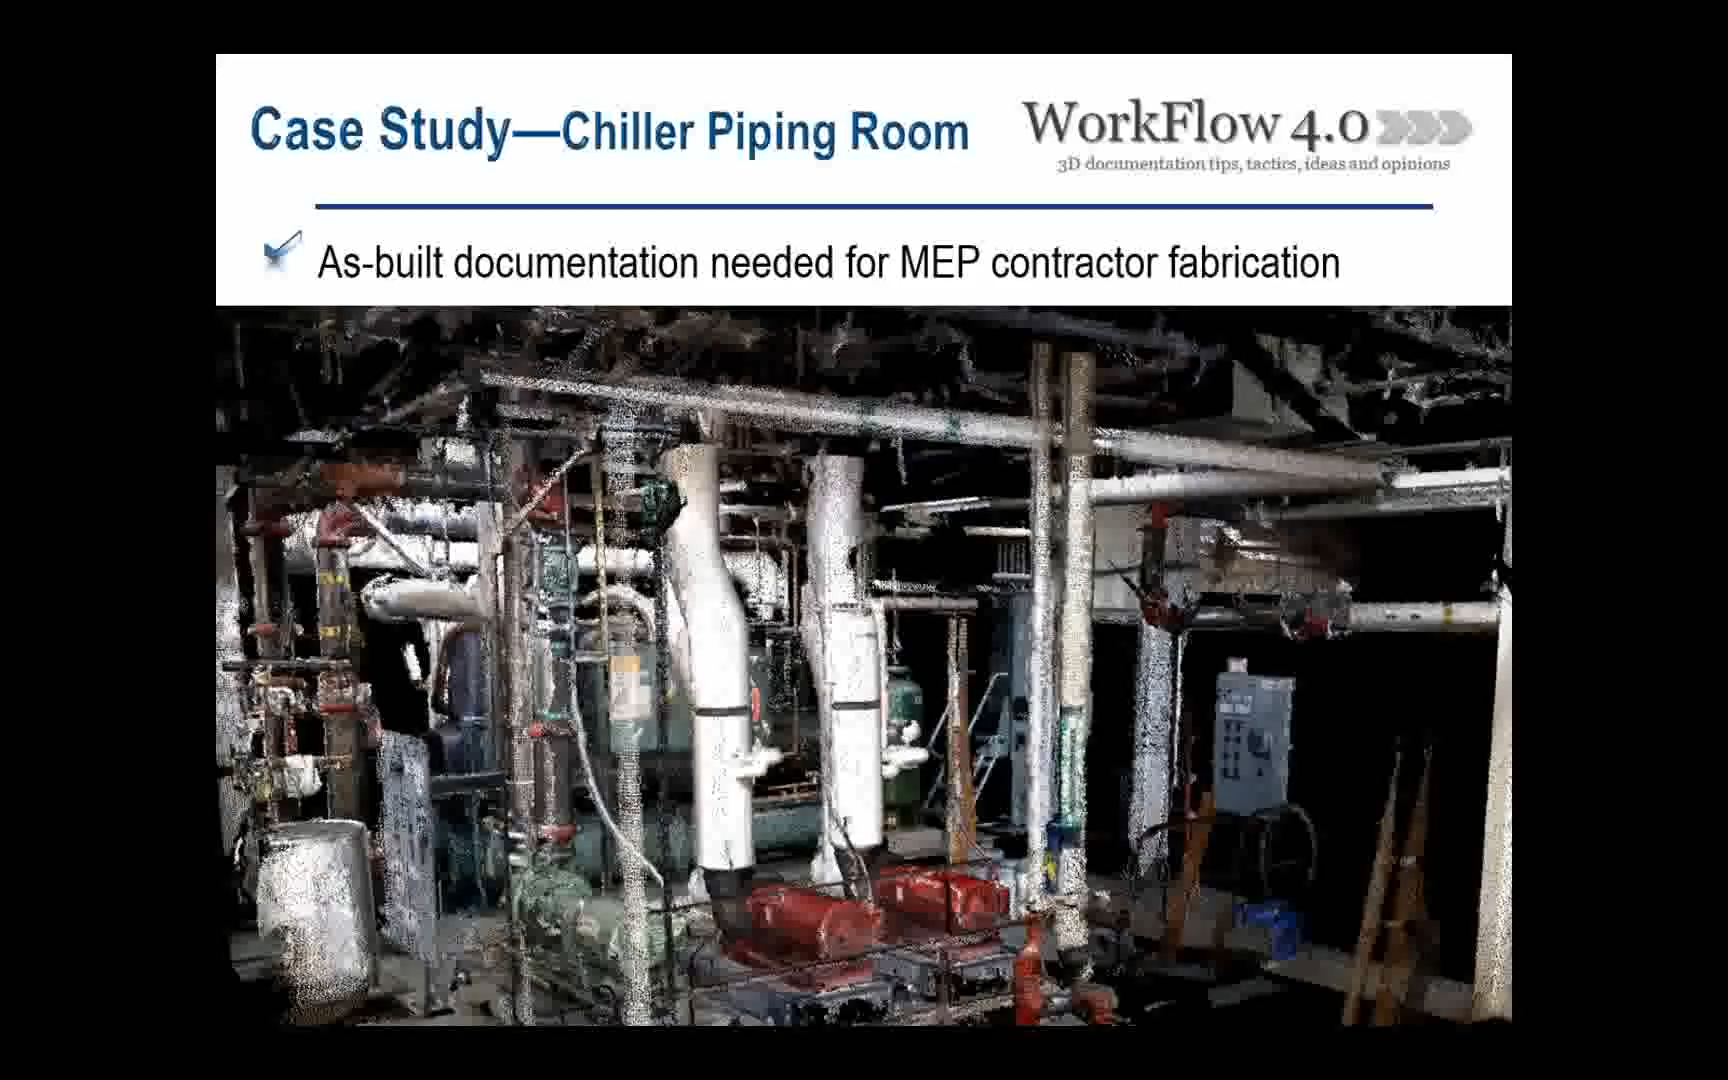 Case Study—Chiller Piping Room
WorkFlow 4.0
3D documentation tips, tactics, ideas and opinions
As-built documentation needed for MEP contractor fabrication